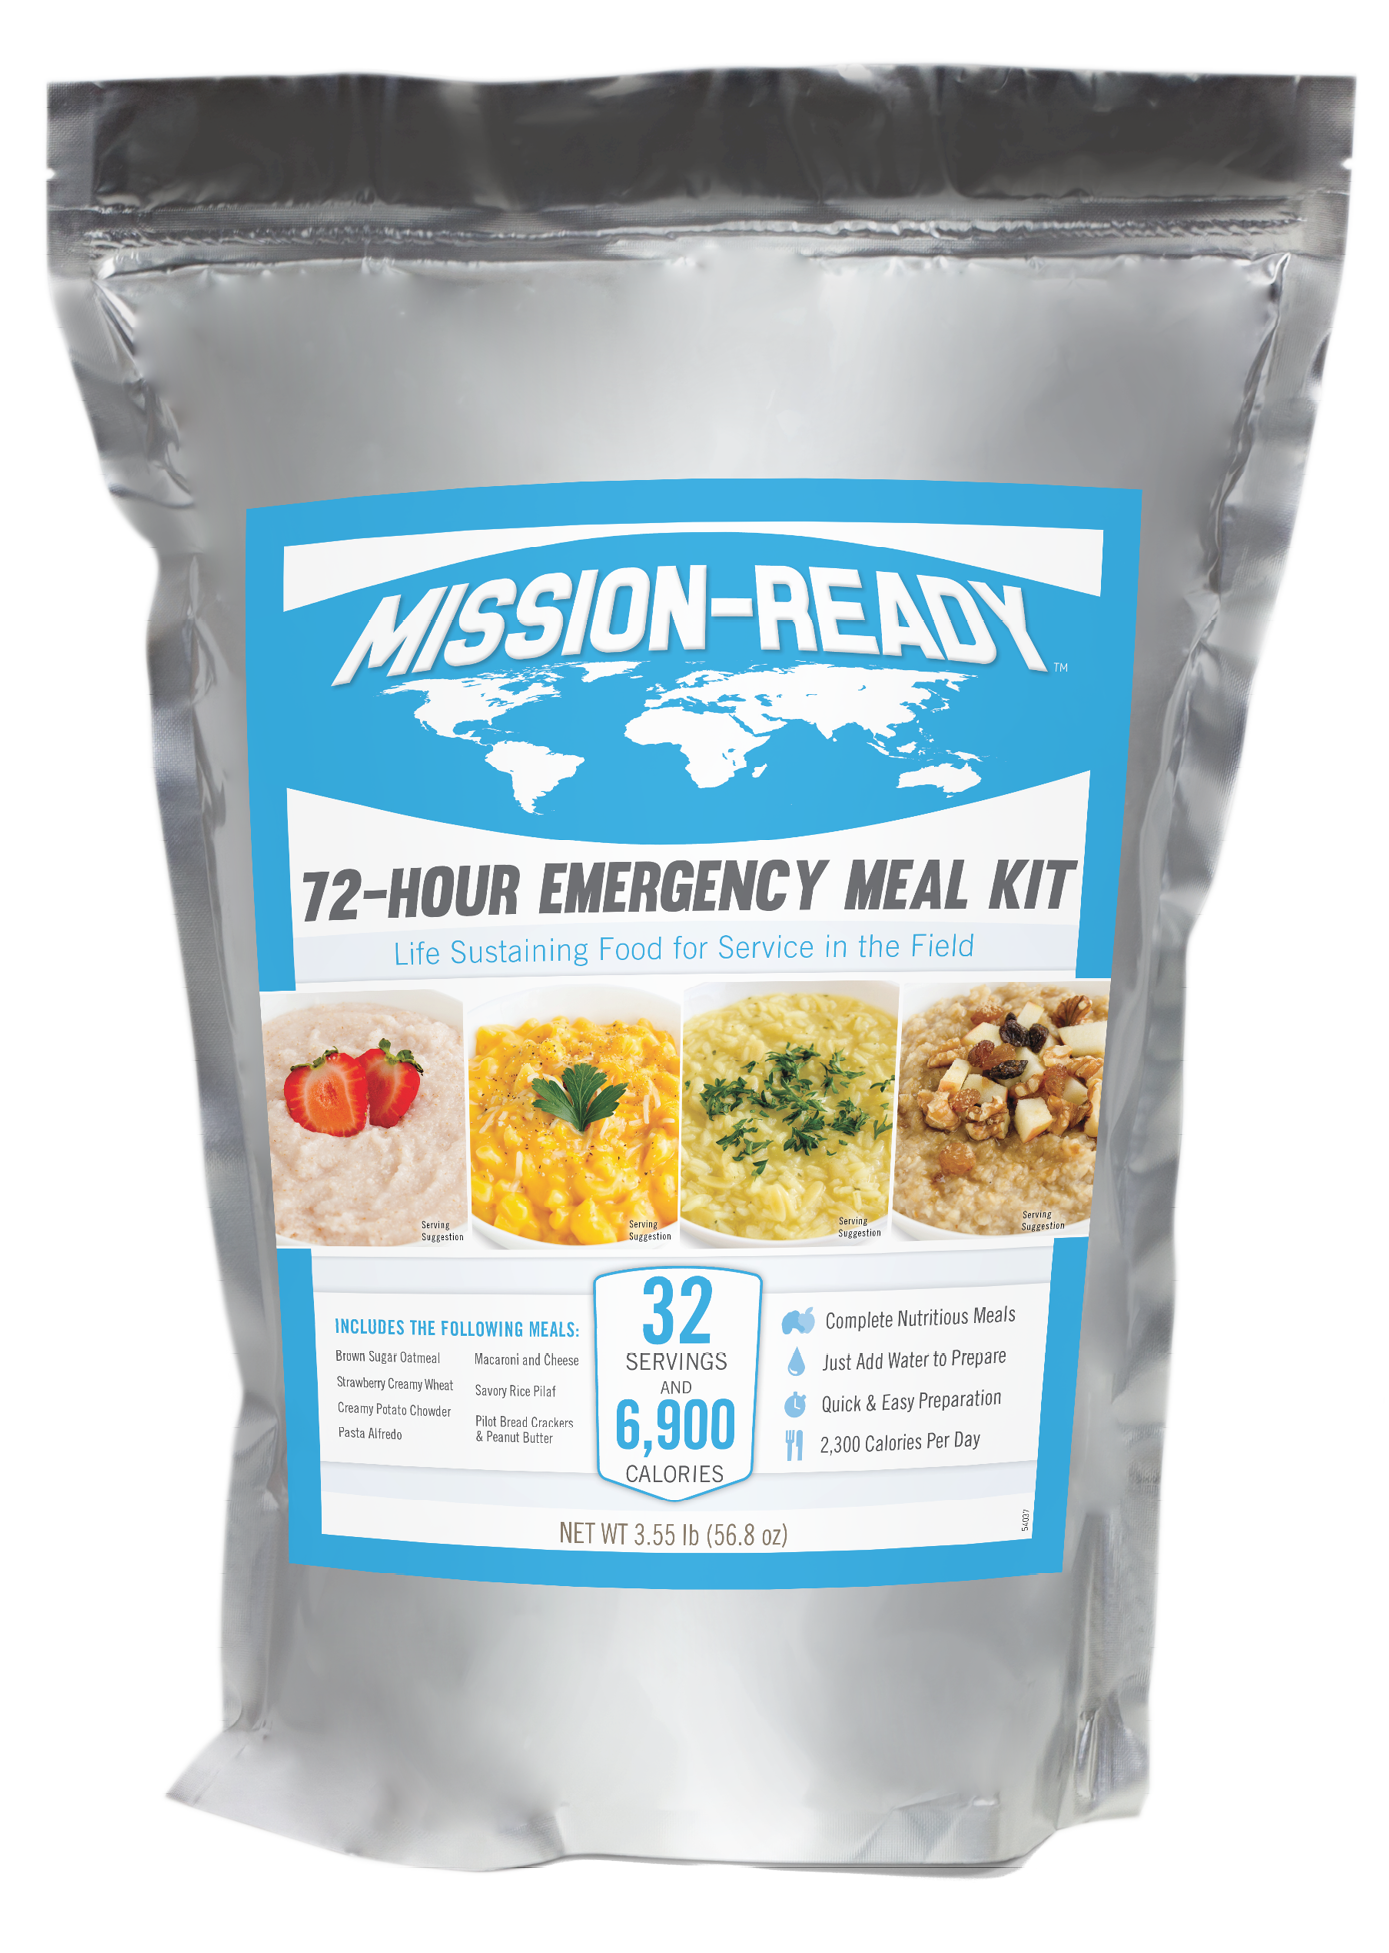 MISSION-READY™
72-HOUR EMERGENCY MEAL KIT
Life Sustaining Food for Service in the Field
Serving
Suggestion
Serving
Suggestion
Serving
Suggestion
Serving
Suggestion
INCLUDES THE FOLLOWING MEALS:
Brown Sugar Oatmeal
Strawberry Creamy Wheat
Creamy Potato Chowder
Pasta Alfredo
Macaroni and Cheese
Savory Rice Pilaf
Pilot Bread Crackers
& Peanut Butter
32
SERVINGS
AND
6,900
CALORIES
Complete Nutritious Meals
Just Add Water to Prepare
Quick & Easy Preparation
2,300 Calories Per Day
NET WT 3.55 lb (56.8 oz)
54037